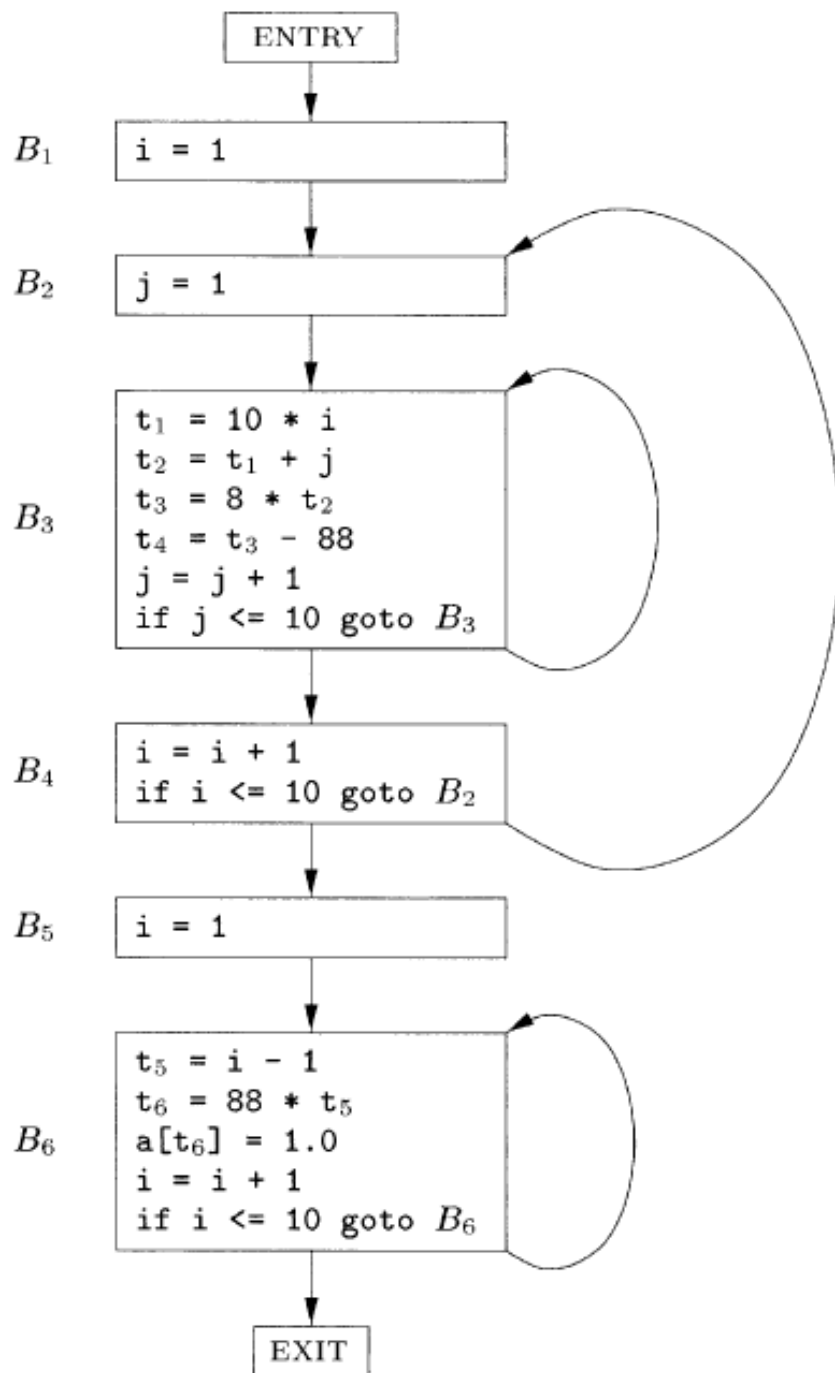 ENTRY
B₁ i = 1
B₂ j = 1
t₁ = 10 * i
t₂ = t₁ + j
B₃ t₃ = 8 * t₂
t₄ = t₃ - 88
j = j + 1
if j <= 10 goto B₃
B₄ i = i + 1
if i <= 10 goto B₂
B₅ i = 1
t₅ = i - 1
t₆ = 88 * t₅
B₆ a[t₆] = 1.0
i = i + 1
if i <= 10 goto B₆
EXIT